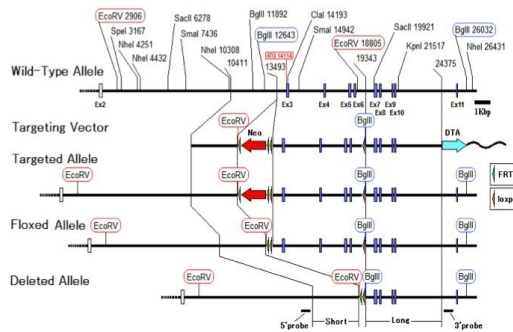 EcoRV 2906
SpeI 3167
NheI 4251
NheI 4432
SacII 6278
SmaI 7436
NheI 10308
10411
BglII 11892
BglII 12643
ATG 14114
13493
ClaI 14193
SmaI 14942
EcoRV 18805
19343
SacII 19921
KpnI 21517
24375
BglII 26032
NheI 26431
Wild-Type Allele
Ex2
Ex3
Ex4
Ex5
Ex6
Ex7
Ex8
Ex9
Ex10
Ex11
1Kbp
Targeting Vector
EcoRV
Neo
BglII
DTA
Targeted Allele
EcoRV
EcoRV
BglII
BglII
FRT
loxp
Floxed Allele
EcoRV
EcoRV
BglII
BglII
Deleted Allele
EcoRV
EcoRV
BglII
BglII
5'probe
Short
Long
3'probe